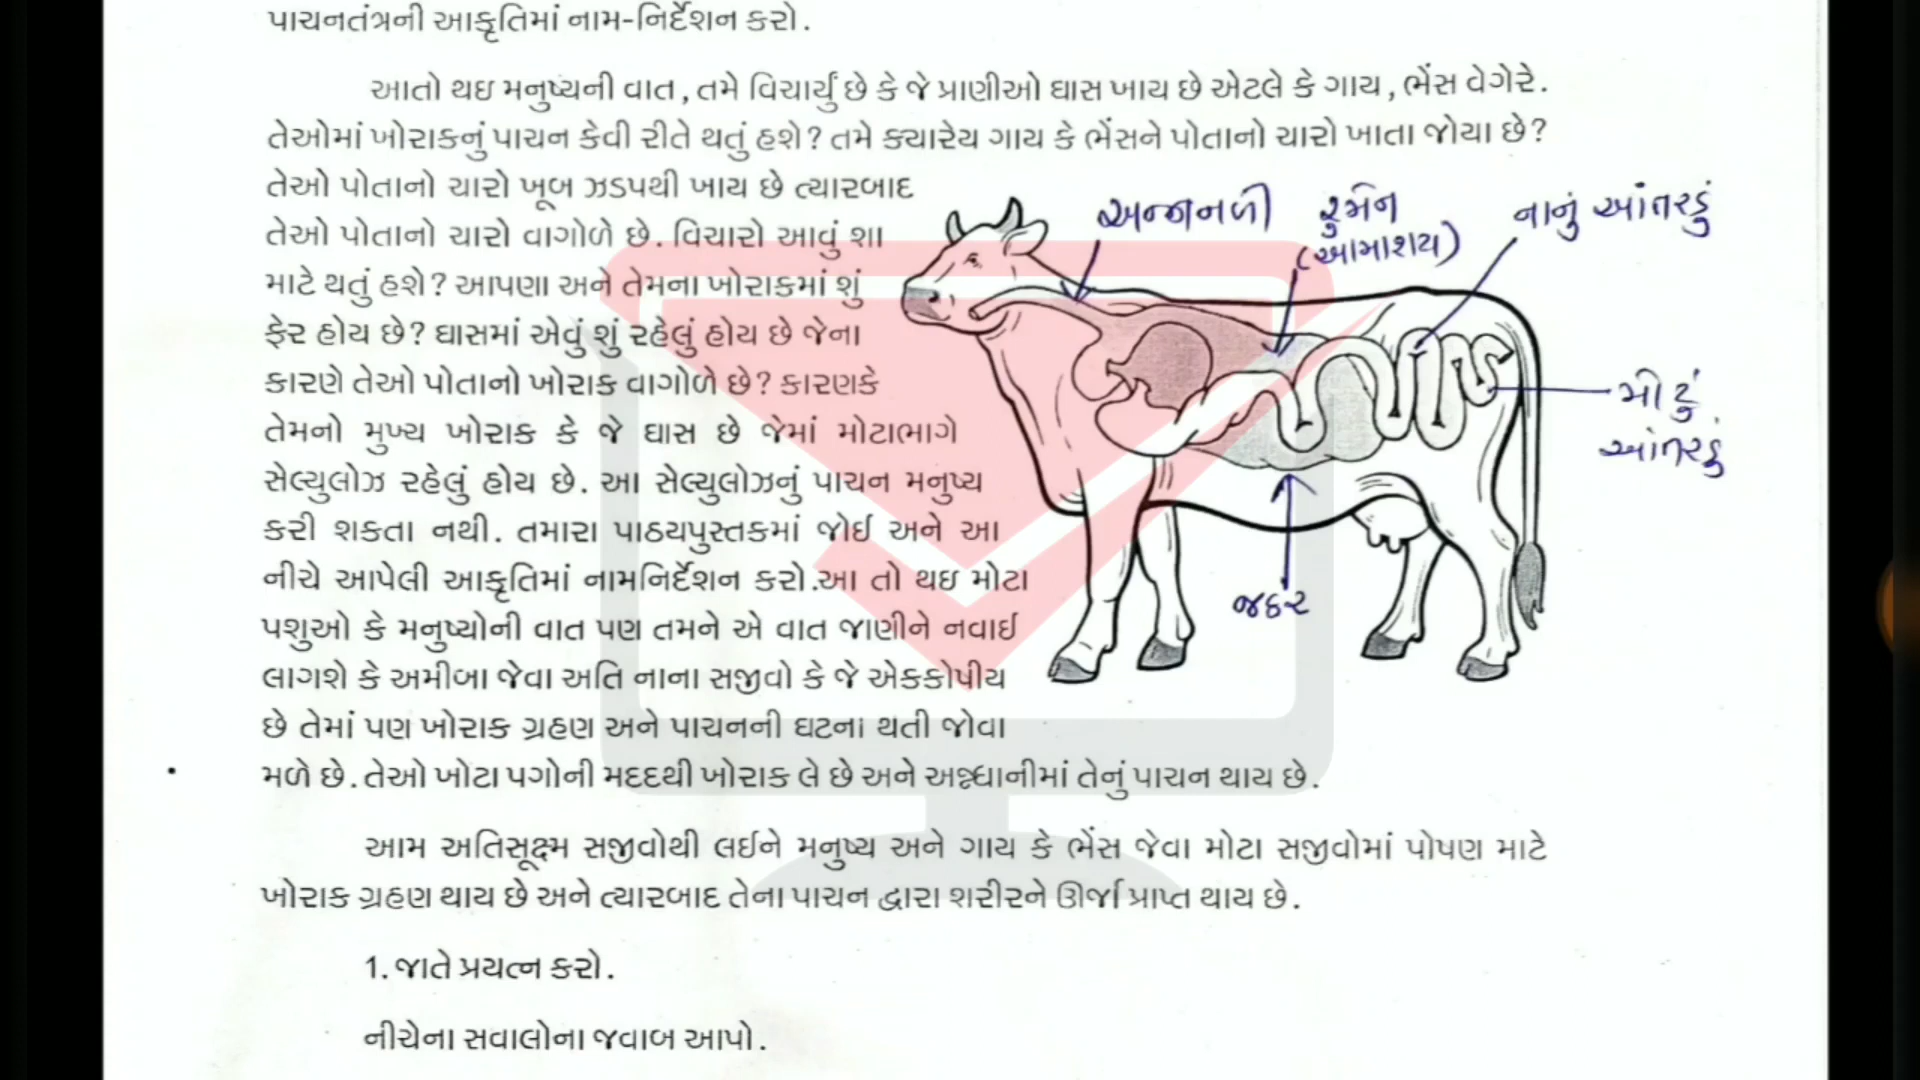 પાચનતંત્રની આકૃતિમાં નામ-નિર્દેશન કરો.
આતો થઇ મનુષ્યની વાત, તમે વિચાર્યું છે કે જે પ્રાણીઓ ઘાસ ખાય છે એટલે કે ગાય, ભેંસ વેગેરે.
તેઓમાં ખોરાકનું પાચન કેવી રીતે થતું હશે? તમે ક્યારેય ગાય કે ભેંસને પોતાનો ચારો ખાતા જોયા છે?
તેઓ પોતાનો ચારો ખૂબ ઝડપથી ખાય છે ત્યારબાદ
તેઓ પોતાનો ચારો વાગોળે છે. વિચારો આવું શા
માટે થતું હશે? આપણા અને તેમના ખોરાકમાં શું
ફેર હોય છે? ઘાસમાં એવું શું રહેલું હોય છે જેના
કારણે તેઓ પોતાનો ખોરાક વાગોળે છે? કારણકે
તેમનો મુખ્ય ખોરાક કે જે ઘાસ છે જેમાં મોટાભાગે
સેલ્યુલોઝ રહેલું હોય છે. આ સેલ્યુલોઝનું પાચન મનુષ્ય
કરી શકતા નથી. તમારા પાઠયપુસ્તકમાં જોઈ અને આ
નીચે આપેલી આકૃતિમાં નામનિર્દેશન કરો.આ તો થઇ મોટા
પશુઓ કે મનુષ્યોની વાત પણ તમને એ વાત જાણીને નવાઈ
લાગશે કે અમીબા જેવા અતિ નાના સજીવો કે જે એકકોષીય
છે તેમાં પણ ખોરાક ગ્રહણ અને પાચનની ઘટના થતી જોવા
મળે છે. તેઓ ખોટા પગોની મદદથી ખોરાક લે છે અને અન્નધાનીમાં તેનું પાચન થાય છે.
અન્નનળી
રુમેન
(આમાશય)
નાનું આંતરડું
મોટું
આંતરડું
જઠર
આમ અતિસૂક્ષ્મ સજીવોથી લઈને મનુષ્ય અને ગાય કે ભેંસ જેવા મોટા સજીવોમાં પોષણ માટે
ખોરાક ગ્રહણ થાય છે અને ત્યારબાદ તેના પાચન દ્વારા શરીરને ઊર્જા પ્રાપ્ત થાય છે.
1. જાતે પ્રયત્ન કરો.
નીચેના સવાલોના જવાબ આપો.